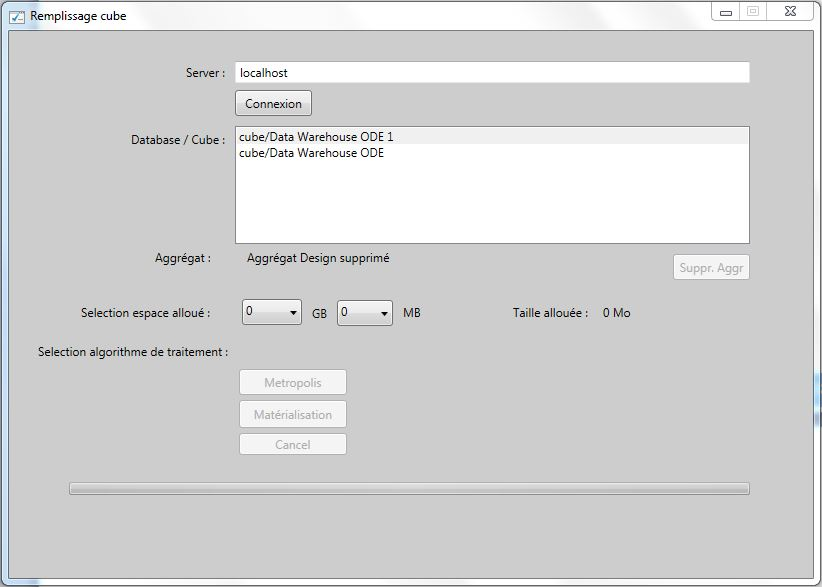 Remplissage cube
Server : localhost
Connexion
Database / Cube : cube/Data Warehouse ODE 1
cube/Data Warehouse ODE
Aggrégat : Aggrégat Design supprimé
Suppr. Aggr
Selection espace alloué : 0 GB 0 MB Taille allouée : 0 Mo
Selection algorithme de traitement :
Metropolis
Matérialisation
Cancel